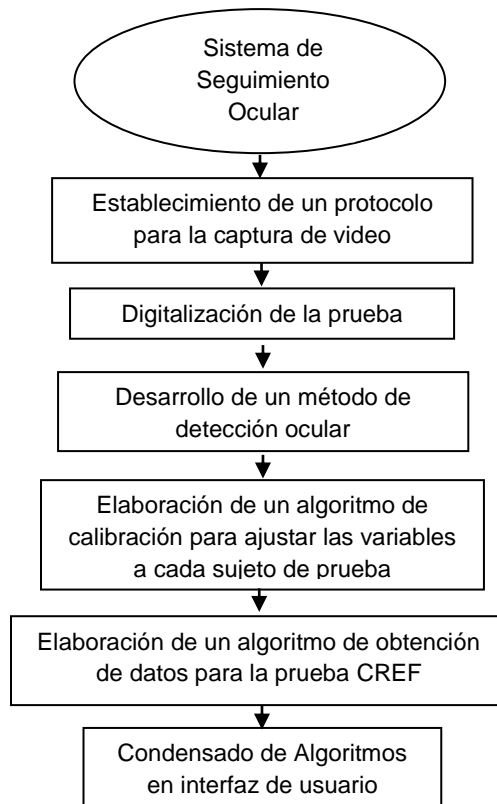 Sistema de
Seguimiento
Ocular
Establecimiento de un protocolo
para la captura de video
Digitalización de la prueba
Desarrollo de un método de
detección ocular
Elaboración de un algoritmo de
calibración para ajustar las variables
a cada sujeto de prueba
Elaboración de un algoritmo de obtención
de datos para la prueba CREF
Condensado de Algoritmos
en interfaz de usuario